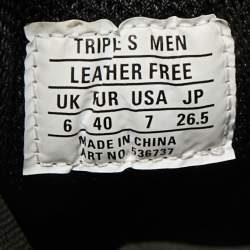 TRIPLE S MEN
LEATHER FREE
UK EUR USA JP
6 40 7 26.5
MADE IN CHINA
ART NO 536737